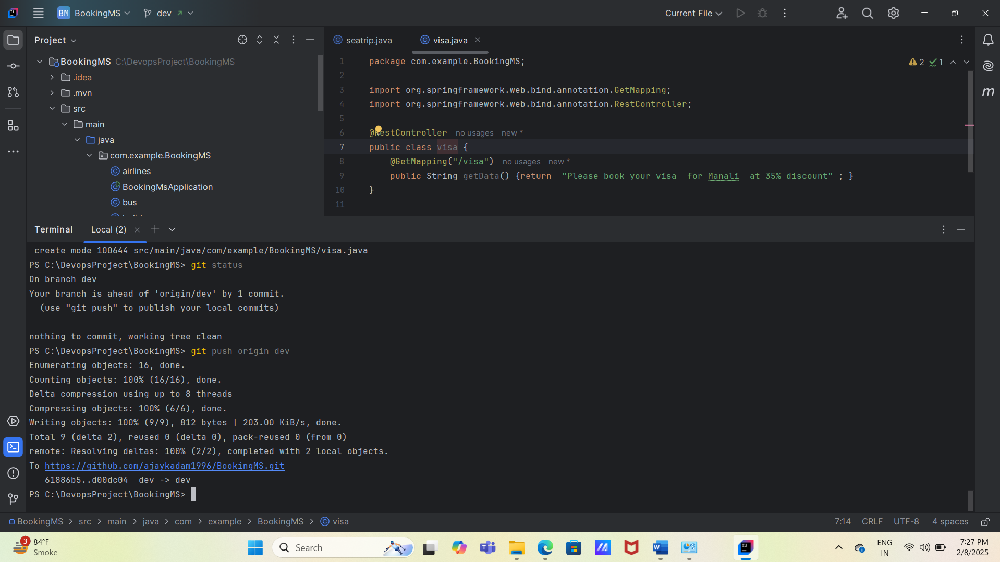 BM BookingMS dev Current File
Project
BookingMS C:\DevopsProject\BookingMS
.idea
.mvn
src
main
java
com.example.BookingMS
airlines
BookingMsApplication
bus
seatrip.java visa.java
1 package com.example.BookingMS;
2
3 import org.springframework.web.bind.annotation.GetMapping;
4 import org.springframework.web.bind.annotation.RestController;
5
6 @RestController no usages new *
7 public class visa {
8 @GetMapping("/visa") no usages new *
9 public String getData() {return "Please book your visa for Manali at 35% discount" ; }
10 }
11
2 1
m
Terminal Local (2)
create mode 100644 src/main/java/com/example/BookingMS/visa.java
PS C:\DevopsProject\BookingMS> git status
On branch dev
Your branch is ahead of 'origin/dev' by 1 commit.
(use "git push" to publish your local commits)
nothing to commit, working tree clean
PS C:\DevopsProject\BookingMS> git push origin dev
Enumerating objects: 16, done.
Counting objects: 100% (16/16), done.
Delta compression using up to 8 threads
Compressing objects: 100% (6/6), done.
Writing objects: 100% (9/9), 812 bytes | 203.00 KiB/s, done.
Total 9 (delta 2), reused 0 (delta 0), pack-reused 0 (from 0)
remote: Resolving deltas: 100% (2/2), completed with 2 local objects.
To https://github.com/ajaykadam1996/BookingMS.git
61886b5..d00dc04 dev -> dev
PS C:\DevopsProject\BookingMS>
BookingMS > src > main > java > com > example > BookingMS > visa
7:14 CRLF UTF-8 4 spaces
3 84°F
Smoke
Search
ENG
IN
7:27 PM
2/8/2025